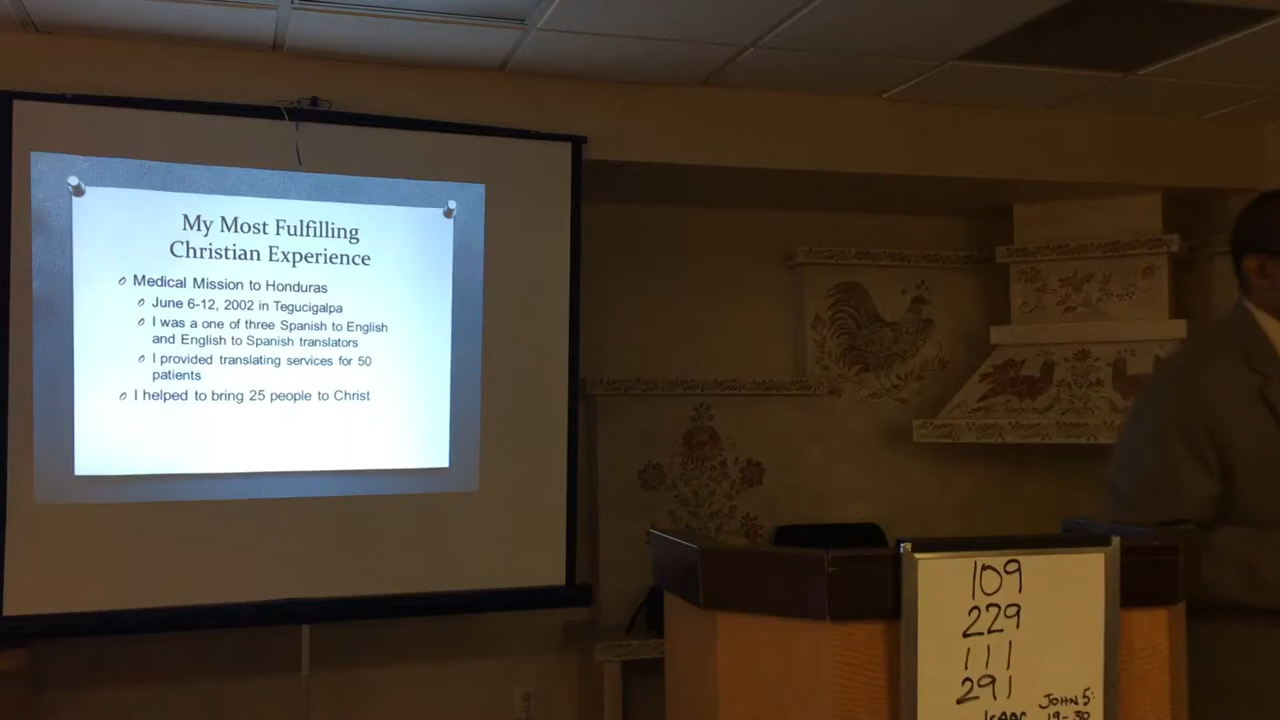 My Most Fulfilling
Christian Experience
Medical Mission to Honduras
June 6-12, 2002 in Tegucigalpa
I was a one of three Spanish to English
and English to Spanish translators
I provided translating services for 50
patients
I helped to bring 25 people to Christ
109
229
111
291
JOHN 5:
ISAAC 19-30